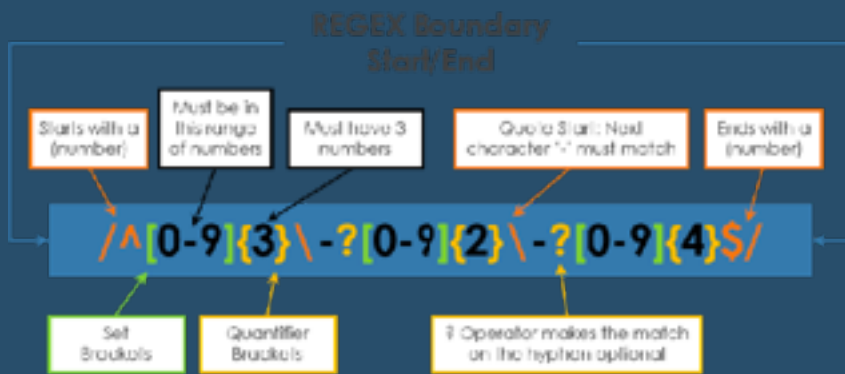 REGEX Boundary
Start/End
Starts with a
(number)
Must be in
this range
of numbers
Must have 3
numbers
Quote Start: Next
character "-" must match
Ends with a
(number)
/^[0-9]{3}\-?[0-9]{2}\-?[0-9]{4}$/
Set
Brackets
Quantifier
Brackets
? Operator makes the match
on the hyphen optional